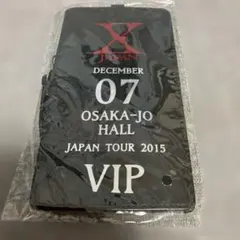 X
JAPAN
DECEMBER
07
OSAKA-JO
HALL
JAPAN TOUR 2015
VIP